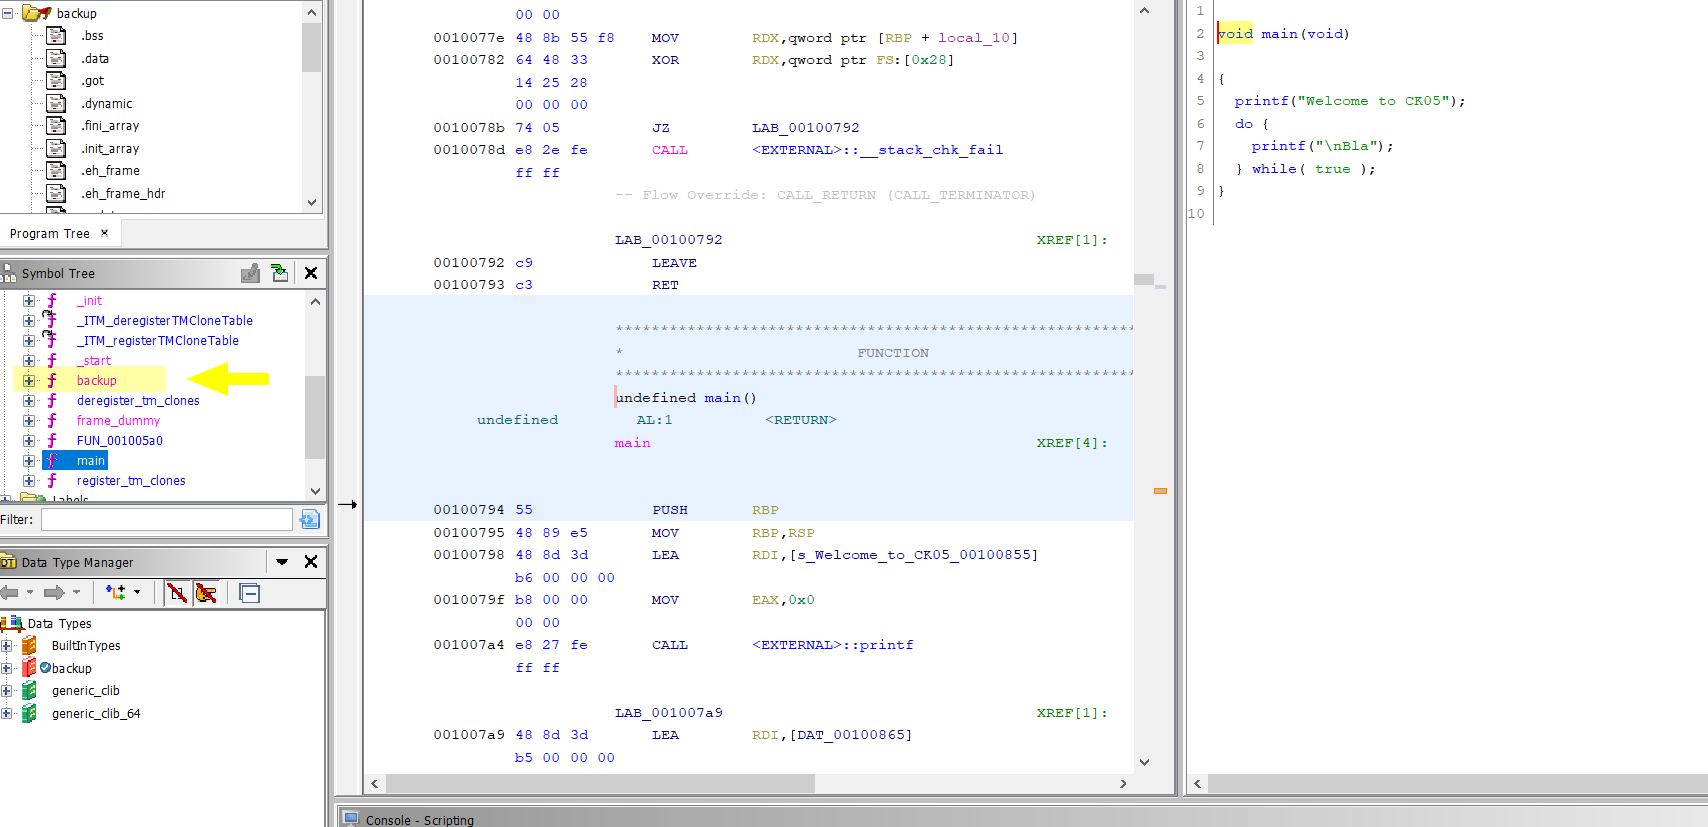 backup
.bss
.data
.got
.dynamic
.fini_array
.init_array
.eh_frame
.eh_frame_hdr
Program Tree ×
Symbol Tree
_init
_ITM_deregisterTMCloneTable
_ITM_registerTMCloneTable
_start
backup
deregister_tm_clones
frame_dummy
FUN_001005a0
main
register_tm_clones
Labels
Filter:
Data Type Manager
Data Types
BuiltInTypes
backup
generic_clib
generic_clib_64
00 00
0010077e 48 8b 55 f8 MOV RDX,qword ptr [RBP + local_10]
00100782 64 48 33 XOR RDX,qword ptr FS:[0x28]
14 25 28
00 00 00
0010078b 74 05 JZ LAB_00100792
0010078d e8 2e fe CALL <EXTERNAL>::__stack_chk_fail
ff ff
-- Flow Override: CALL_RETURN (CALL_TERMINATOR)
LAB_00100792 XREF[1]:
00100792 c9 LEAVE
00100793 c3 RET
**********************************************************
* FUNCTION
**********************************************************
undefined main()
undefined AL:1 <RETURN>
main XREF[4]:
00100794 55 PUSH RBP
00100795 48 89 e5 MOV RBP,RSP
00100798 48 8d 3d LEA RDI,[s_Welcome_to_CK05_00100855]
b6 00 00 00
0010079f b8 00 00 MOV EAX,0x0
00 00
001007a4 e8 27 fe CALL <EXTERNAL>::printf
ff ff
LAB_001007a9 XREF[1]:
001007a9 48 8d 3d LEA RDI,[DAT_00100865]
b5 00 00 00
1
2 void main(void)
3
4 {
5 printf("Welcome to CK05");
6 do {
7 printf("\nBla");
8 } while( true );
9 }
10
Console - Scripting